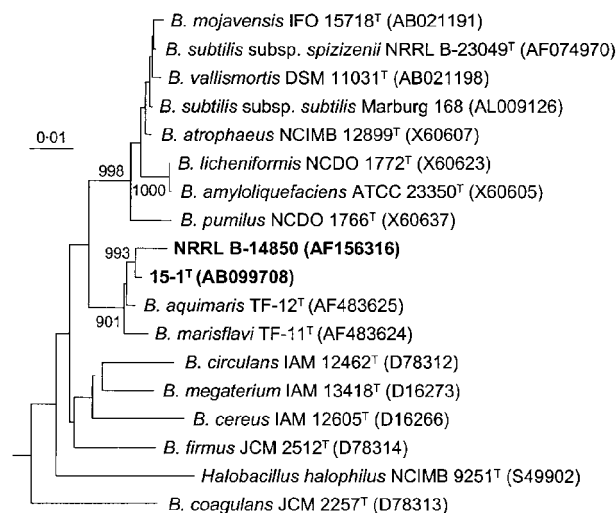 B. mojavensis IFO 15718ᵀ (AB021191)
B. subtilis subsp. spizizenii NRRL B-23049ᵀ (AF074970)
B. vallismortis DSM 11031ᵀ (AB021198)
B. subtilis subsp. subtilis Marburg 168 (AL009126)
B. atrophaeus NCIMB 12899ᵀ (X60607)
0·01
B. licheniformis NCDO 1772ᵀ (X60623)
998
1000
B. amyloliquefaciens ATCC 23350ᵀ (X60605)
B. pumilus NCDO 1766ᵀ (X60637)
993
NRRL B-14850 (AF156316)
15-1ᵀ (AB099708)
B. aquimaris TF-12ᵀ (AF483625)
901
B. marisflavi TF-11ᵀ (AF483624)
B. circulans IAM 12462ᵀ (D78312)
B. megaterium IAM 13418ᵀ (D16273)
B. cereus IAM 12605ᵀ (D16266)
B. firmus JCM 2512ᵀ (D78314)
Halobacillus halophilus NCIMB 9251ᵀ (S49902)
B. coagulans JCM 2257ᵀ (D78313)